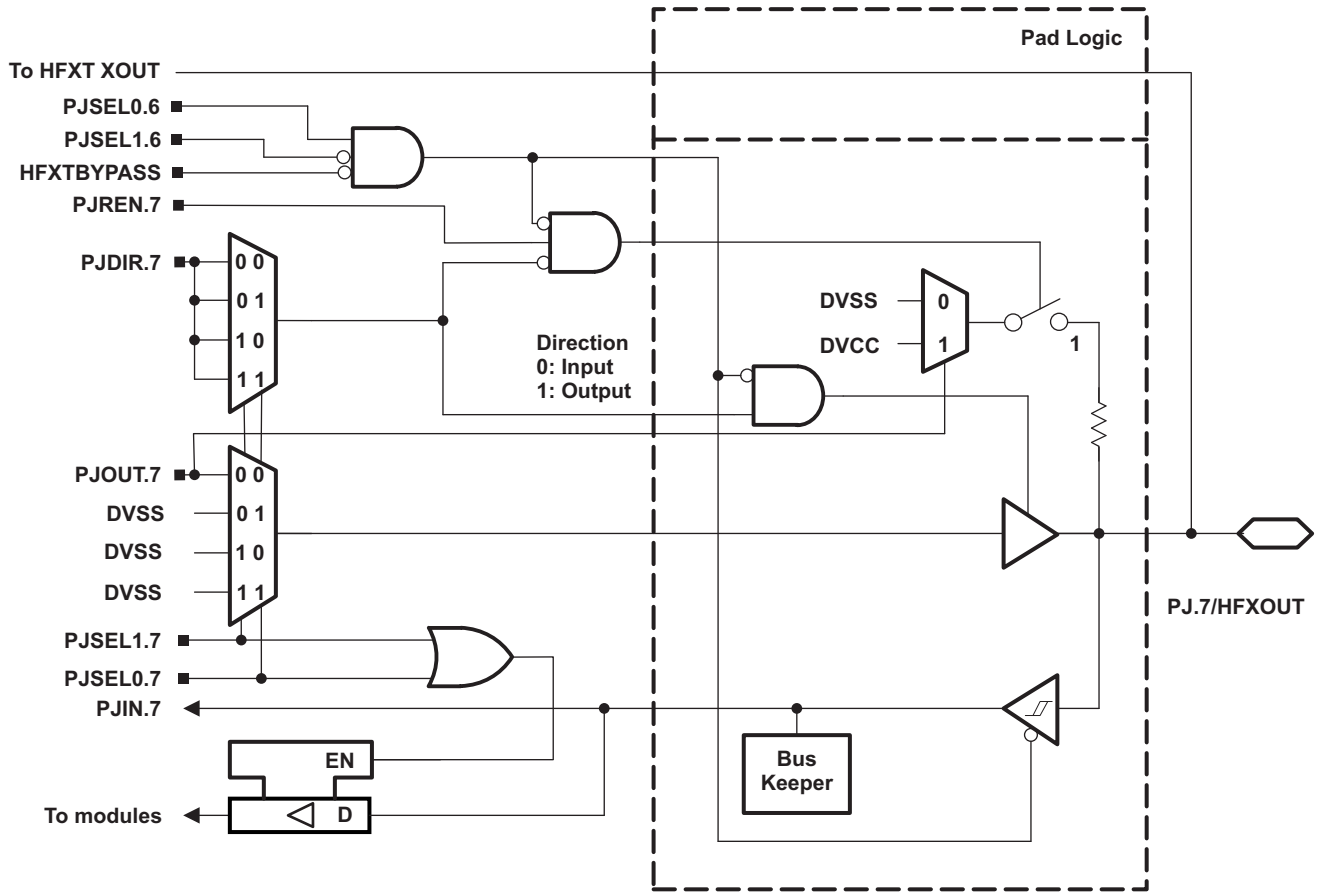 Pad Logic
To HFXT XOUT
PJSEL0.6
PJSEL1.6
HFXTBYPASS
PJREN.7
PJDIR.7
0 0
0 1
1 0
1 1
DVSS
DVCC
0
1
1
Direction
0: Input
1: Output
PJOUT.7
DVSS
DVSS
DVSS
0 0
0 1
1 0
1 1
PJ.7/HFXOUT
PJSEL1.7
PJSEL0.7
PJIN.7
EN
D
To modules
Bus
Keeper